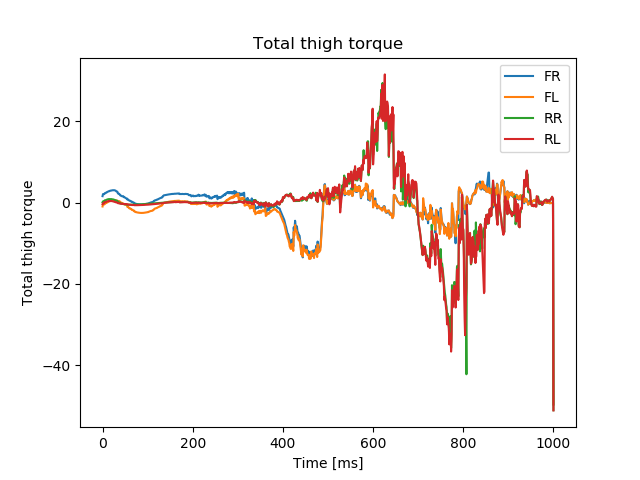 Total thigh torque
FR
FL
RR
RL
Total thigh torque
20
0
−20
−40
0
200
400
600
800
1000
Time [ms]